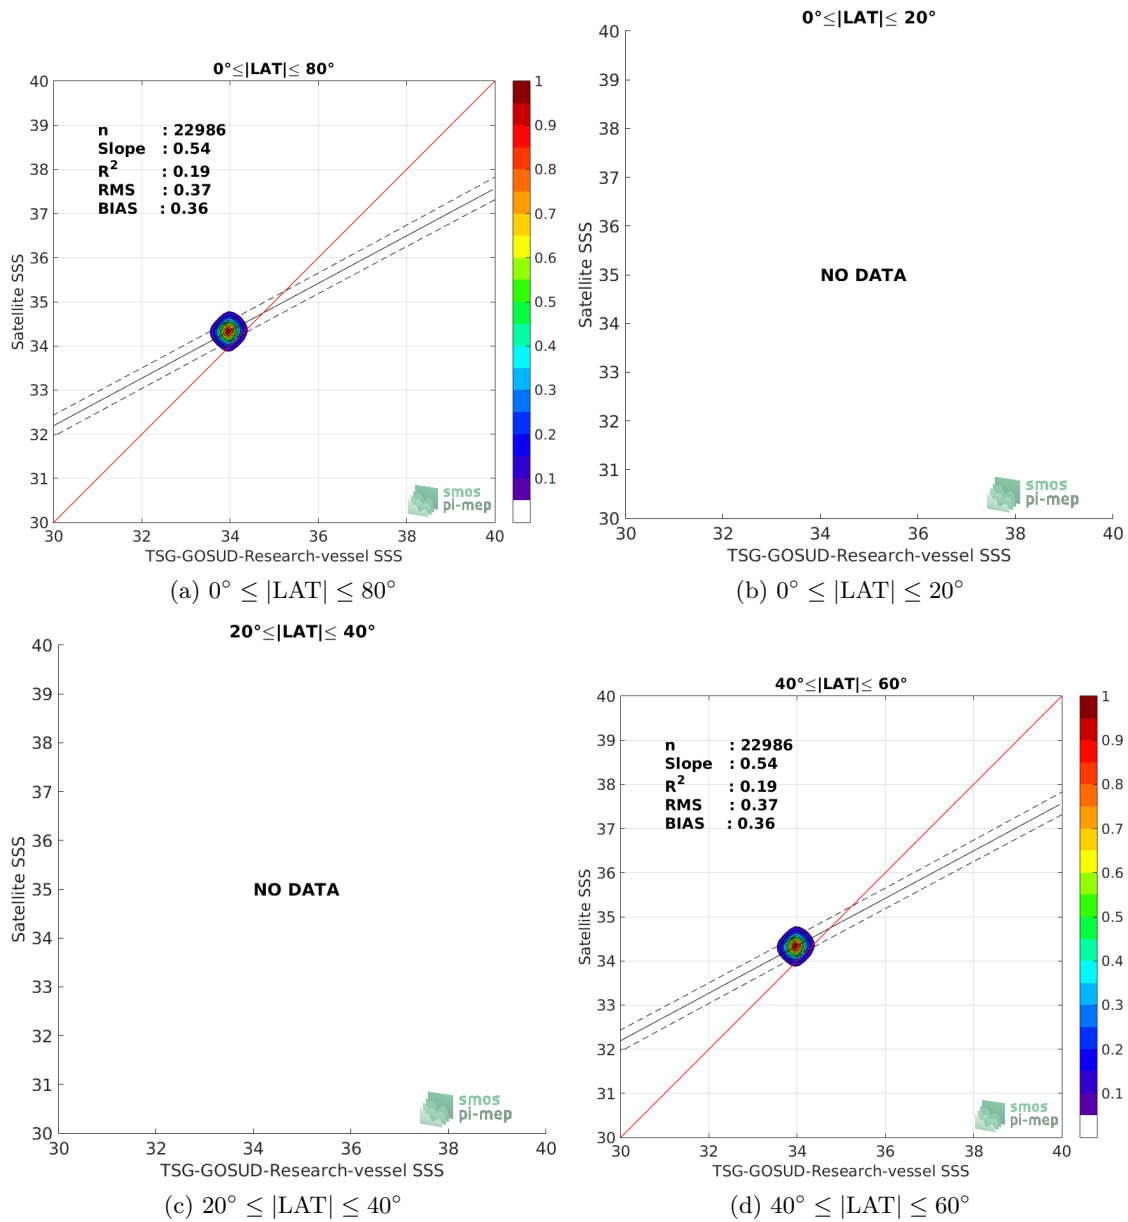 0°≤|LAT|≤ 80°
40
39
38
37
36
35
34
33
32
31
30
30
32
34
36
38
40
Satellite SSS
TSG-GOSUD-Research-vessel SSS
n : 22986
Slope : 0.54
R² : 0.19
RMS : 0.37
BIAS : 0.36
1
0.9
0.8
0.7
0.6
0.5
0.4
0.3
0.2
0.1
smos
pi-mep
(a) 0° ≤ |LAT| ≤ 80°
0°≤|LAT|≤ 20°
40
39
38
37
36
35
34
33
32
31
30
30
32
34
36
38
40
Satellite SSS
TSG-GOSUD-Research-vessel SSS
NO DATA
smos
pi-mep
(b) 0° ≤ |LAT| ≤ 20°
20°≤|LAT|≤ 40°
40
39
38
37
36
35
34
33
32
31
30
30
32
34
36
38
40
Satellite SSS
TSG-GOSUD-Research-vessel SSS
NO DATA
smos
pi-mep
(c) 20° ≤ |LAT| ≤ 40°
40°≤|LAT|≤ 60°
40
39
38
37
36
35
34
33
32
31
30
30
32
34
36
38
40
Satellite SSS
TSG-GOSUD-Research-vessel SSS
n : 22986
Slope : 0.54
R² : 0.19
RMS : 0.37
BIAS : 0.36
1
0.9
0.8
0.7
0.6
0.5
0.4
0.3
0.2
0.1
smos
pi-mep
(d) 40° ≤ |LAT| ≤ 60°